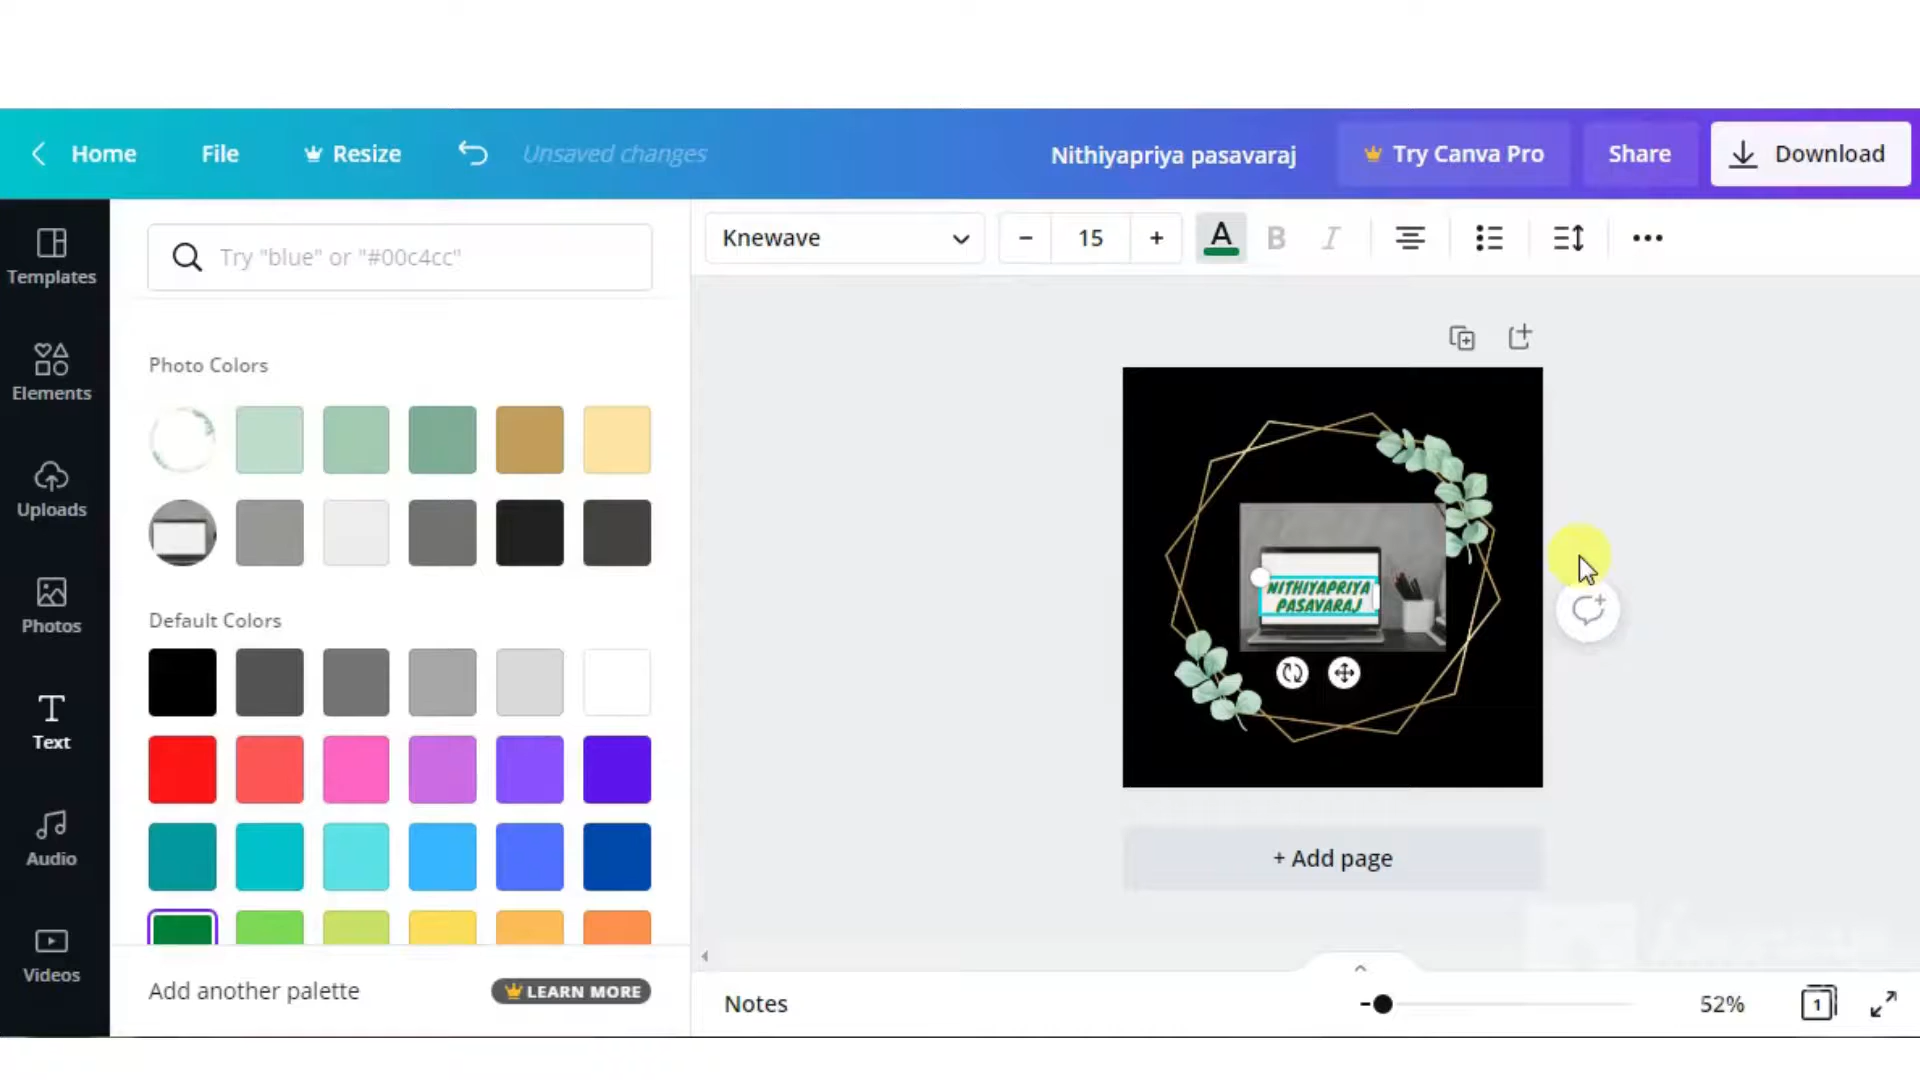 Home File Resize Unsaved changes Nithiyapriya pasavaraj Try Canva Pro Share Download
Templates
Elements
Uploads
Photos
Text
Audio
Videos
Try "blue" or "#00c4cc"
Photo Colors
Default Colors
Add another palette LEARN MORE
Knewave - 15 + A B I
NITHIYAPRIYA
PASAVARAJ
+ Add page
Notes 52% 1